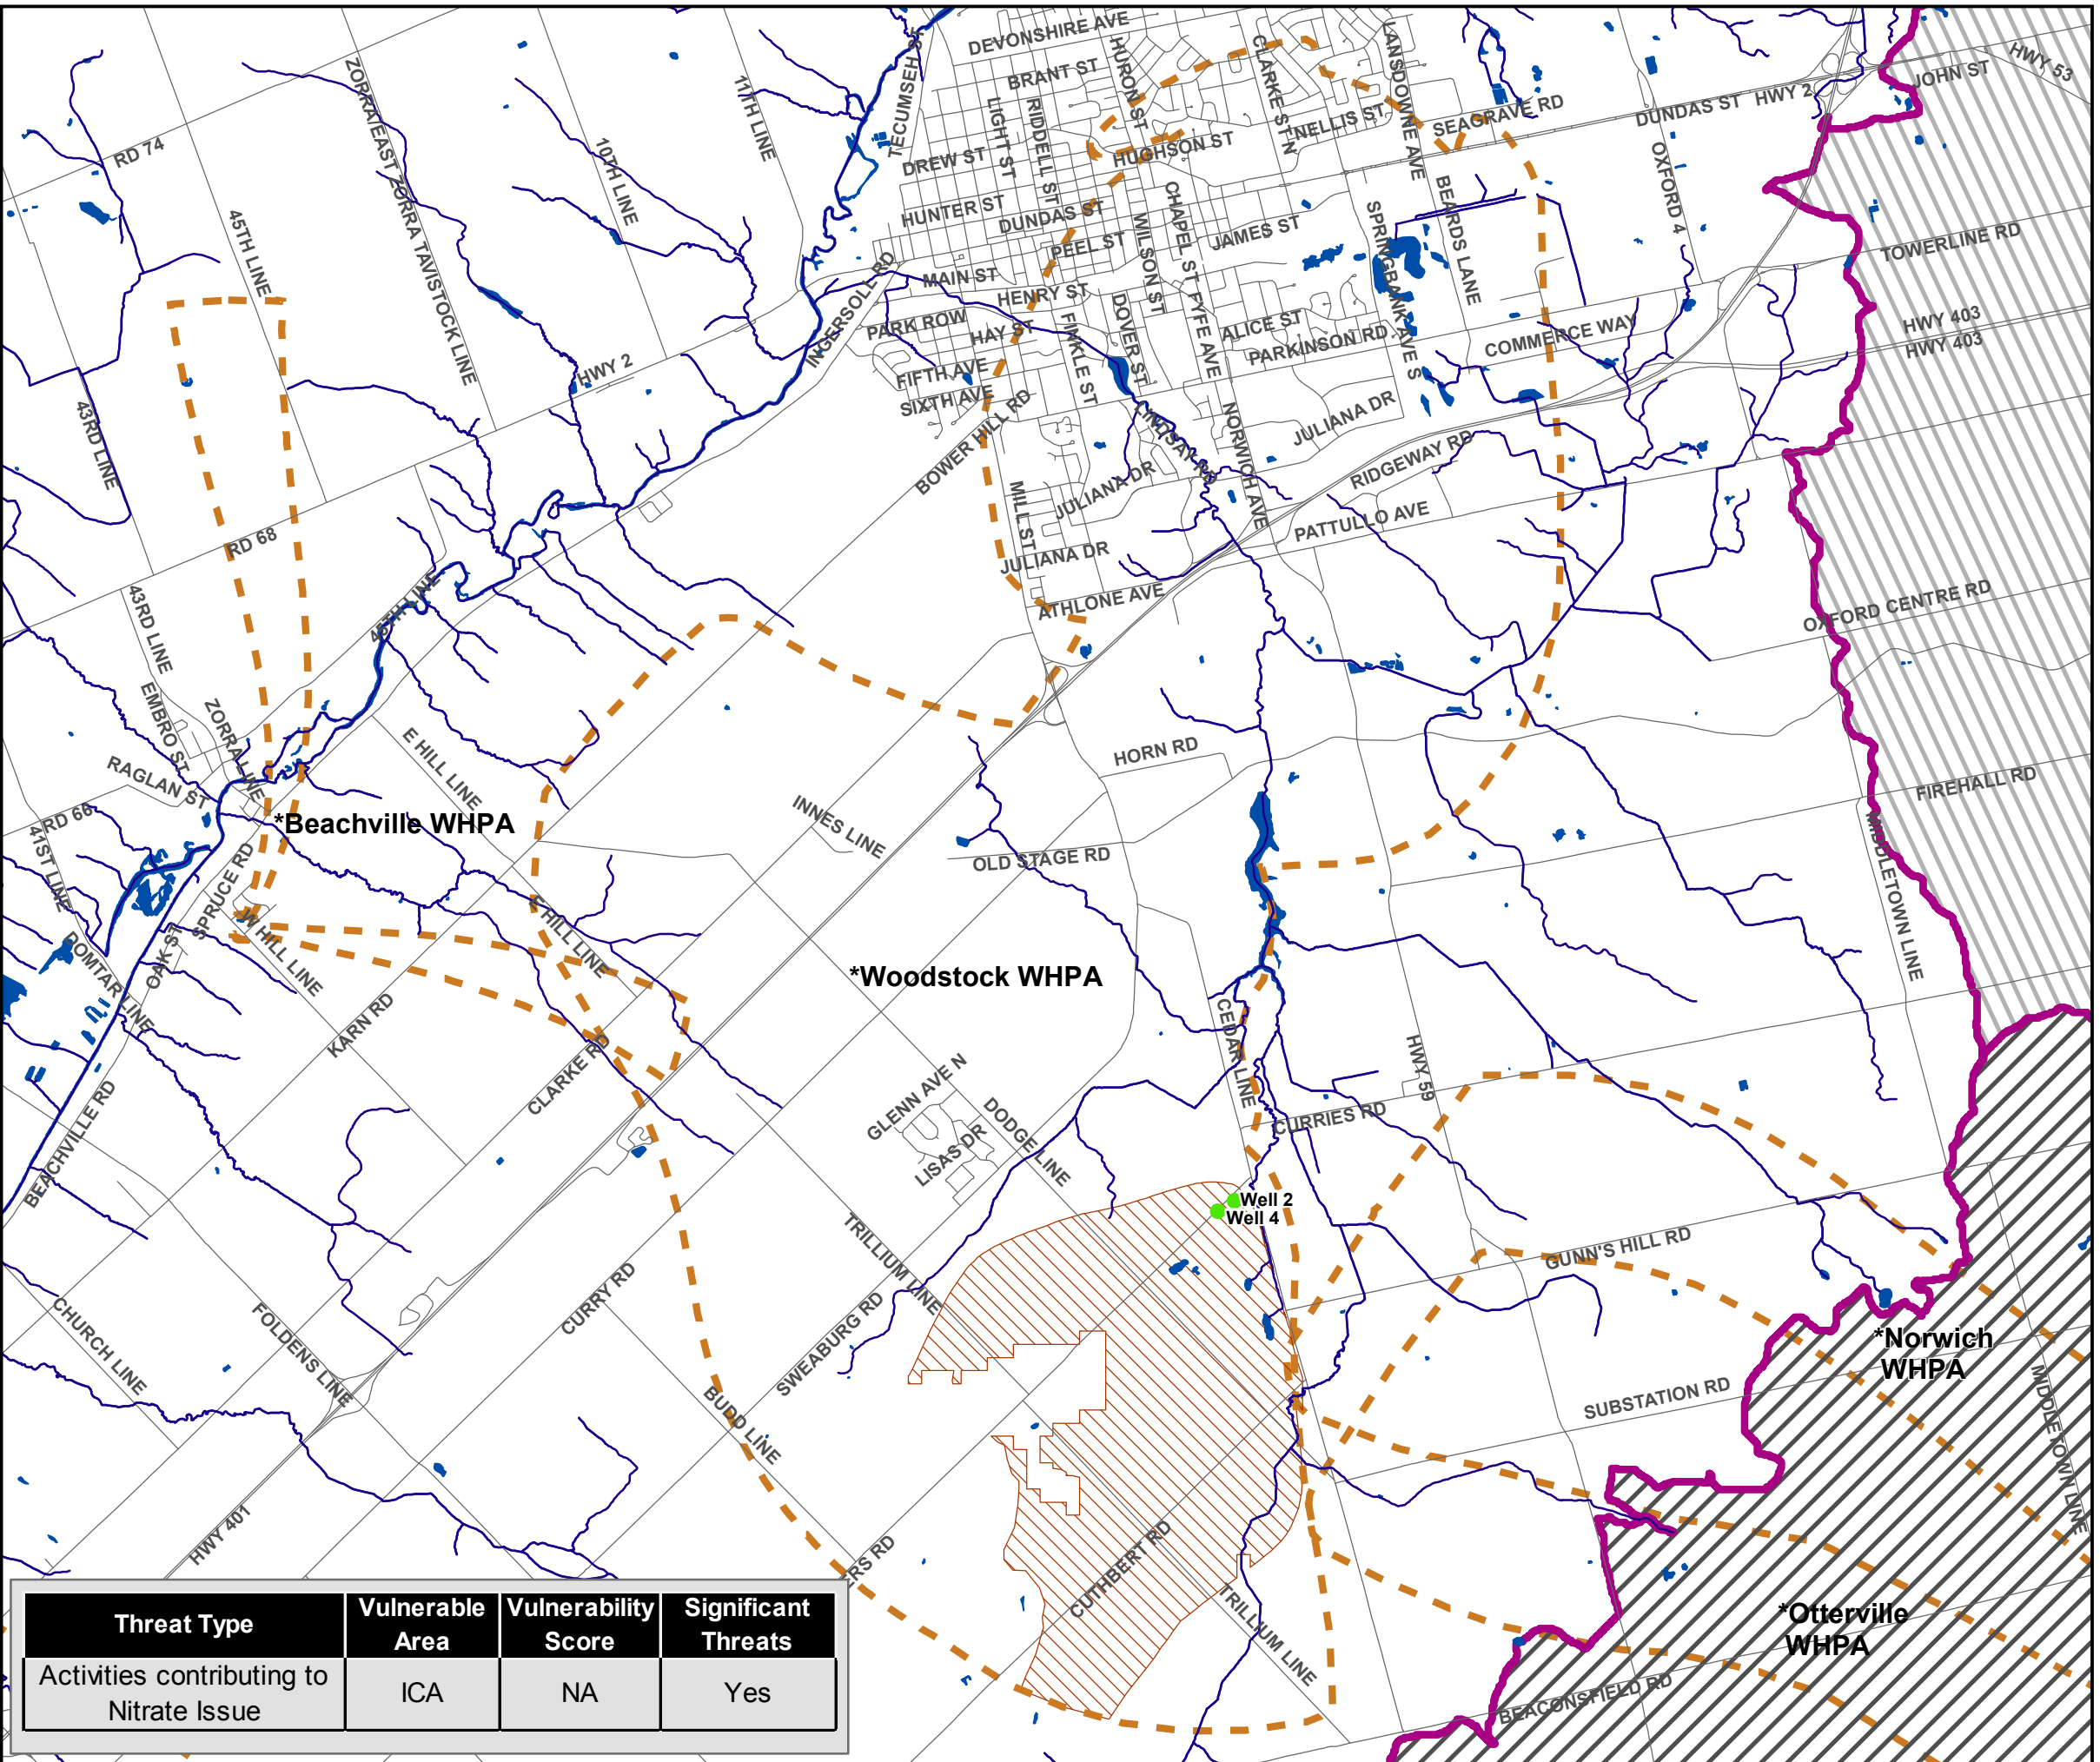 DEVONSHIRE AVE
TECUMSEH ST
BRANT ST
HURON ST
CLARKE ST N
LANSDOWNE AVE
HWY 53
JOHN ST
ZORRA/EAST ZORRA TAVISTOCK LINE
11TH LINE
10TH LINE
RD 74
LIGHT ST
RIDDELL ST
NELLIS ST
SEAGRAVE RD
DUNDAS ST
HWY 2
DREW ST
HUGHSON ST
OXFORD 4
45TH LINE
HUNTER ST
DUNDAS ST
PEEL ST
WILSON ST
CHAPEL ST
JAMES ST
SPRINGBANK AVE S
BEARDS LANE
TOWERLINE RD
INGERSOLL RD
MAIN ST
HENRY ST
PARK ROW
HAY ST
FINKLE ST
DOVER ST
FYFE AVE
ALICE ST
PARKINSON RD
COMMERCE WAY
HWY 403
HWY 403
HWY 2
FIFTH AVE
SIXTH AVE
BOWER HILL RD
LINDSAY RD
NORWICH AVE
JULIANA DR
43RD LINE
RIDGEWAY RD
MILL ST
JULIANA DR
PATTULLO AVE
RD 68
JULIANA DR
45TH LINE
43RD LINE
ATHLONE AVE
OXFORD CENTRE RD
EMBRO ST
ZORRA LINE
E HILL LINE
HORN RD
RAGLAN ST
FIREHALL RD
RD 66
41ST LINE
*Beachville WHPA
INNES LINE
OLD STAGE RD
MIDDLETOWN LINE
SPRUCE RD
W HILL LINE
E HILL LINE
OAK ST
DOMTAR LINE
*Woodstock WHPA
KARN RD
CLARKE RD
CEDAR LINE
HWY 59
GLENN AVE N
DODGE LINE
LISAS DR
CURRIES RD
BEACHVILLE RD
Well 2
Well 4
TRILLIUM LINE
GUNN'S HILL RD
CURRY RD
SWEABURG RD
CHURCH LINE
FOLDENS LINE
*Norwich
WHPA
BUDD LINE
SUBSTATION RD
MIDDLETOWN LINE
HWY 401
ERS RD
CUTHBERT RD
TRILLIUM LINE
*Otterville
WHPA
BEACONSFIELD RD
Threat Type
Vulnerable
Area
Vulnerability
Score
Significant
Threats
Activities contributing to
Nitrate Issue
ICA
NA
Yes